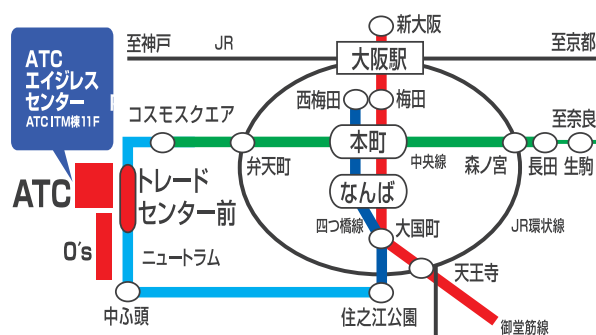 新大阪
至神戸
JR
大阪駅
至京都
ATC
エイジレス
センター
ATC ITM棟11F
西梅田
梅田
コスモスクエア
至奈良
弁天町
本町
中央線
森ノ宮
長田
生駒
ATC
トレード
センター前
なんば
四つ橋線
大国町
JR環状線
O's
ニュートラム
天王寺
中ふ頭
住之江公園
御堂筋線